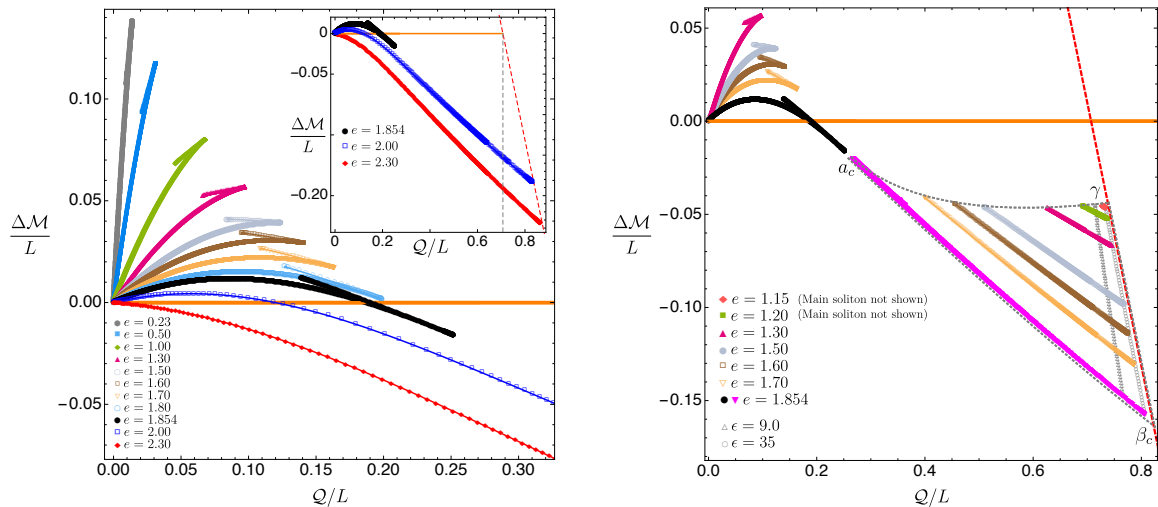 0.10
0.05
0.00
−0.05
ΔM/L
0.00 0.05 0.10 0.15 0.20 0.25 0.30
Q/L
e = 0.23
e = 0.50
e = 1.00
e = 1.30
e = 1.50
e = 1.60
e = 1.70
e = 1.80
e = 1.854
e = 2.00
e = 2.30
0
−0.05
−0.20
ΔM/L
e = 1.854
e = 2.00
e = 2.30
0 0.2 0.4 0.6 0.8
Q/L
0.05
0.00
−0.05
−0.10
−0.15
ΔM/L
a_c
γ
β_c
e = 1.15 (Main soliton not shown)
e = 1.20 (Main soliton not shown)
e = 1.30
e = 1.50
e = 1.60
e = 1.70
e = 1.854
ϵ = 9.0
ϵ = 35
0.0 0.2 0.4 0.6 0.8
Q/L